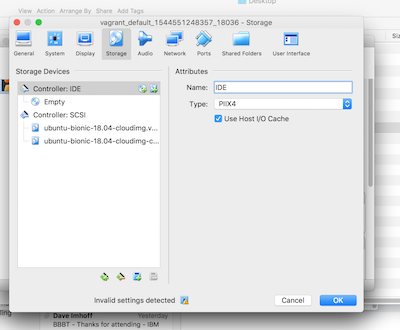 Desktop
View Action Arrange By Share Add Tags
vagrant_default_1544551248357_18036 - Storage
General System Display Storage Audio Network Ports Shared Folders User Interface
Storage Devices
Attributes
Controller: IDE
Name: IDE
Empty
Type: PIIX4
Controller: SCSI
Use Host I/O Cache
ubuntu-bionic-18.04-cloudimg.v...
ubuntu-bionic-18.04-cloudimg-c...
Invalid settings detected
Cancel OK
Dave Imhoff Yesterday
BBBT - Thanks for attending - IBM